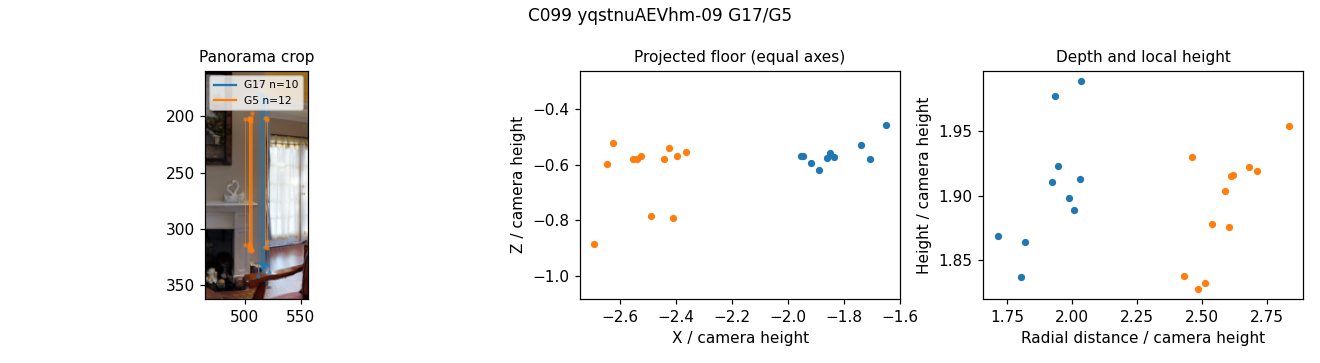 C099 yqstnuAEVhm-09 G17/G5
Panorama crop
G17 n=10
G5 n=12
200
250
300
350
500
550
Projected floor (equal axes)
Z / camera height
−0.4
−0.6
−0.8
−1.0
−2.6
−2.4
−2.2
−2.0
−1.8
−1.6
X / camera height
Depth and local height
Height / camera height
1.95
1.90
1.85
1.75
2.00
2.25
2.50
2.75
Radial distance / camera height